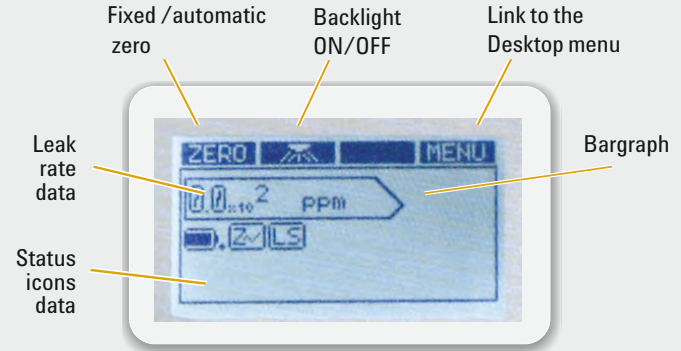 Fixed /automatic
zero
Backlight
ON/OFF
Link to the
Desktop menu
Leak
rate
data
Bargraph
Status
icons
data
ZERO MENU
0.0x10 2 ppm
Z LS